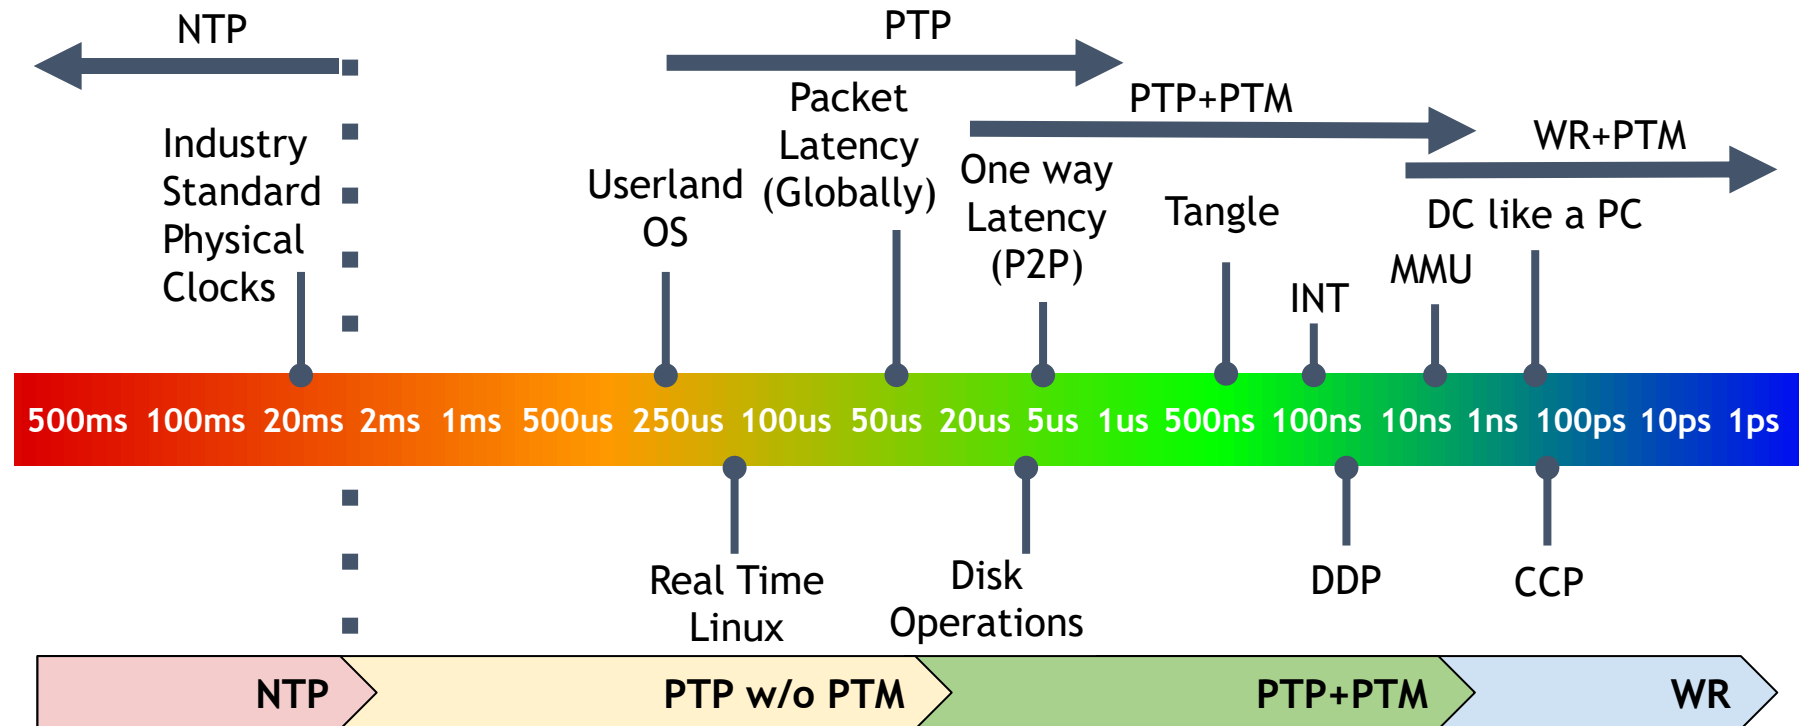 NTP
PTP
PTP+PTM
WR+PTM
Industry
Standard
Physical
Clocks
Userland
OS
Packet
Latency
(Globally)
One way
Latency
(P2P)
Tangle
INT
MMU
DC like a PC
500ms 100ms 20ms 2ms 1ms 500us 250us 100us 50us 20us 5us 1us 500ns 100ns 10ns 1ns 100ps 10ps 1ps
Real Time
Linux
Disk
Operations
DDP
CCP
NTP
PTP w/o PTM
PTP+PTM
WR